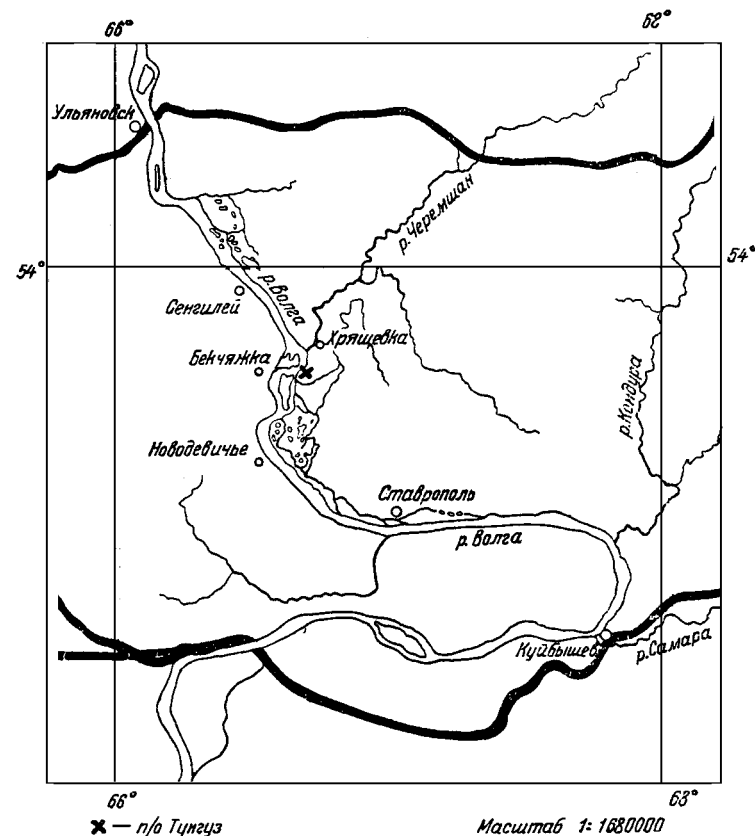 66° 62°
Ульяновск
р. Черемшан
54° 54°
р. Волга
Сенгилей
Хрящевка
Бекчяжка
р. Кондура
Новодевичье
Ставрополь
р. Волга
Куйбышев
р. Самара
66° 63°
✗ — п/о Тунгуз Масштаб 1: 1680000